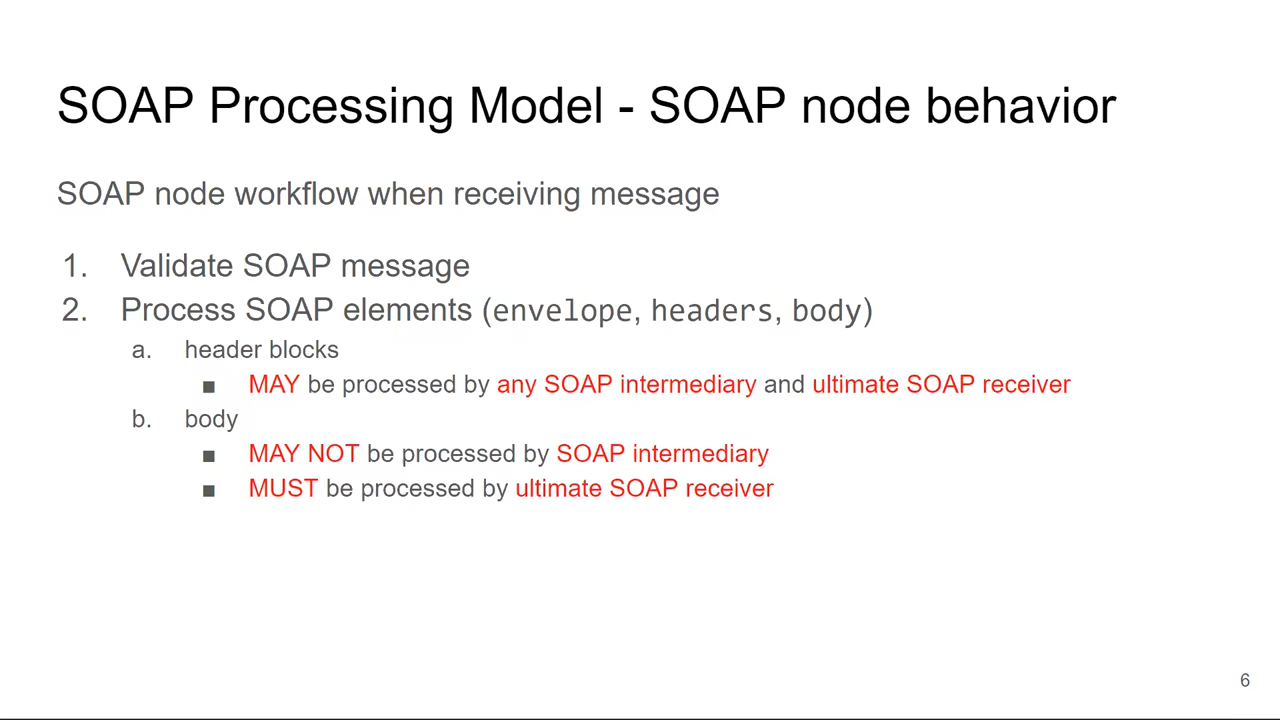 SOAP Processing Model - SOAP node behavior
SOAP node workflow when receiving message
1. Validate SOAP message
2. Process SOAP elements (envelope, headers, body)
a. header blocks
■ MAY be processed by any SOAP intermediary and ultimate SOAP receiver
b. body
■ MAY NOT be processed by SOAP intermediary
■ MUST be processed by ultimate SOAP receiver
6